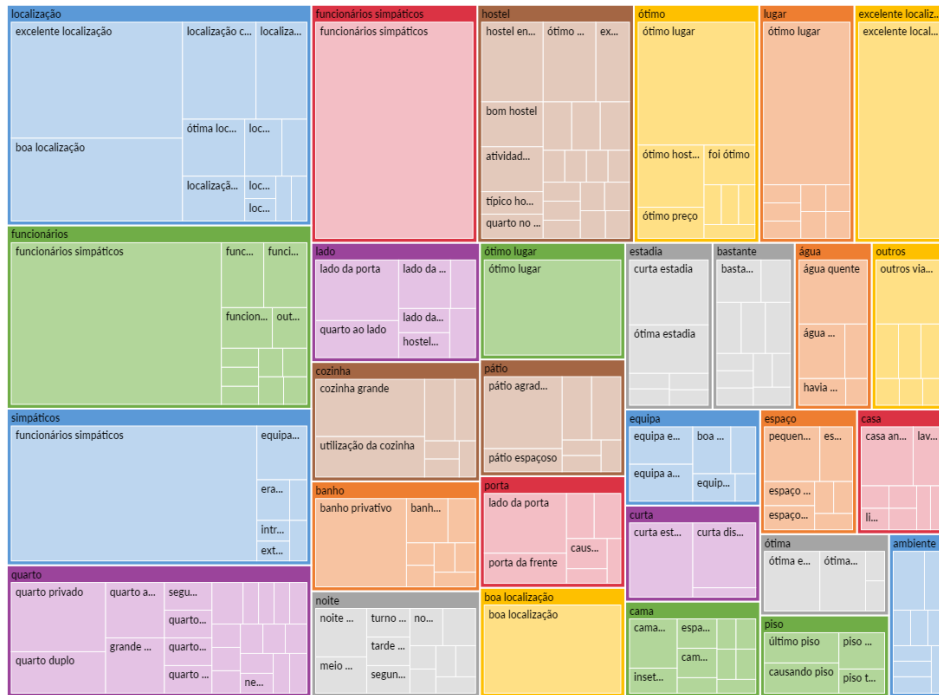 localização
excelente localização
localização c...
localiza...
boa localização
ótima loc...
loc...
localizaçã...
loc...
loc...
funcionários simpáticos
funcionários simpáticos
hostel
hostel en...
ótimo ...
ex...
bom hostel
atividad...
típico ho...
quarto no ...
ótimo
ótimo lugar
ótimo host...
foi ótimo
ótimo preço
lugar
ótimo lugar
excelente localiz...
excelente local...
funcionários
funcionários simpáticos
func...
funci...
funcion...
out...
lado
lado da porta
lado da ...
quarto ao lado
lado da...
hostel...
ótimo lugar
ótimo lugar
estadia
curta estadia
ótima estadia
bastante
basta...
água
água quente
água ...
havia ...
outros
outros via...
cozinha
cozinha grande
utilização da cozinha
pátio
pátio agrad...
pátio espaçoso
simpáticos
funcionários simpáticos
equipa...
era...
intr...
ext...
equipa
equipa e...
boa ...
equipa a...
equip...
espaço
pequen...
es...
espaço ...
espaço...
casa
casa an...
lav...
li...
banho
banho privativo
banh...
porta
lado da porta
caus...
porta da frente
curta
curta est...
curta dis...
ótima
ótima e...
ótima...
ambiente
quarto
quarto privado
quarto a...
segu...
quarto...
quarto duplo
grande ...
quarto...
quarto ...
ne...
noite
noite ...
turno ...
no...
tarde ...
meio ...
segun...
boa localização
boa localização
cama
cama...
espa...
cam...
inset...
piso
último piso
piso ...
causando piso
piso t...